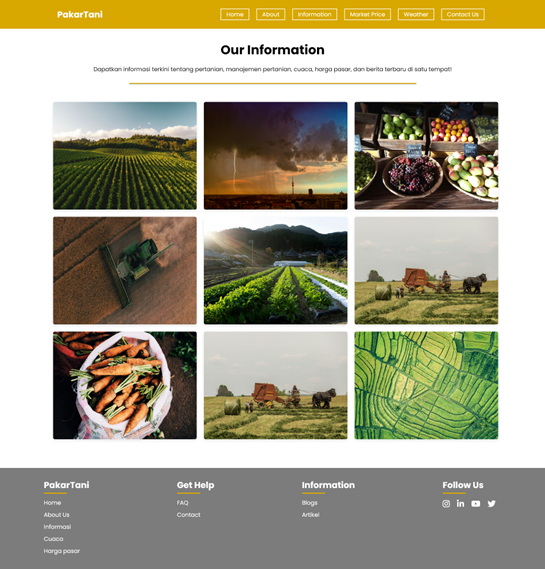 PakarTani
Home
About
Information
Market Price
Weather
Contact Us
Our Information
Dapatkan informasi terkini tentang pertanian, manajemen pertanian, cuaca, harga pasar, dan berita terbaru di satu tempat!
PakarTani
Home
About Us
Informasi
Cuaca
Harga pasar
Get Help
FAQ
Contact
Information
Blogs
Artikel
Follow Us